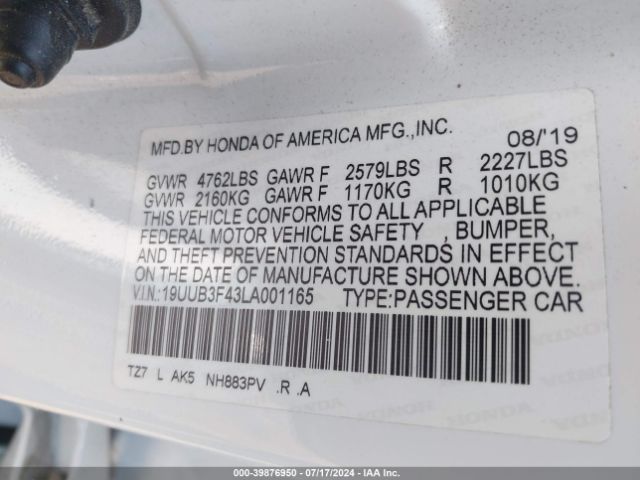 MFD.BY HONDA OF AMERICA MFG.,INC. 08/'19
GVWR 4762LBS GAWR F 2579LBS R 2227LBS
GVWR 2160KG GAWR F 1170KG R 1010KG
THIS VEHICLE CONFORMS TO ALL APPLICABLE
FEDERAL MOTOR VEHICLE SAFETY , BUMPER,
AND THEFT PREVENTION STANDARDS IN EFFECT
ON THE DATE OF MANUFACTURE SHOWN ABOVE.
V.I.N.:19UUB3F43LA001165 TYPE:PASSENGER CAR
TZ7 L AK5 NH883PV .R .A
000-39876950 | 07/17/2024 | IAA Inc.